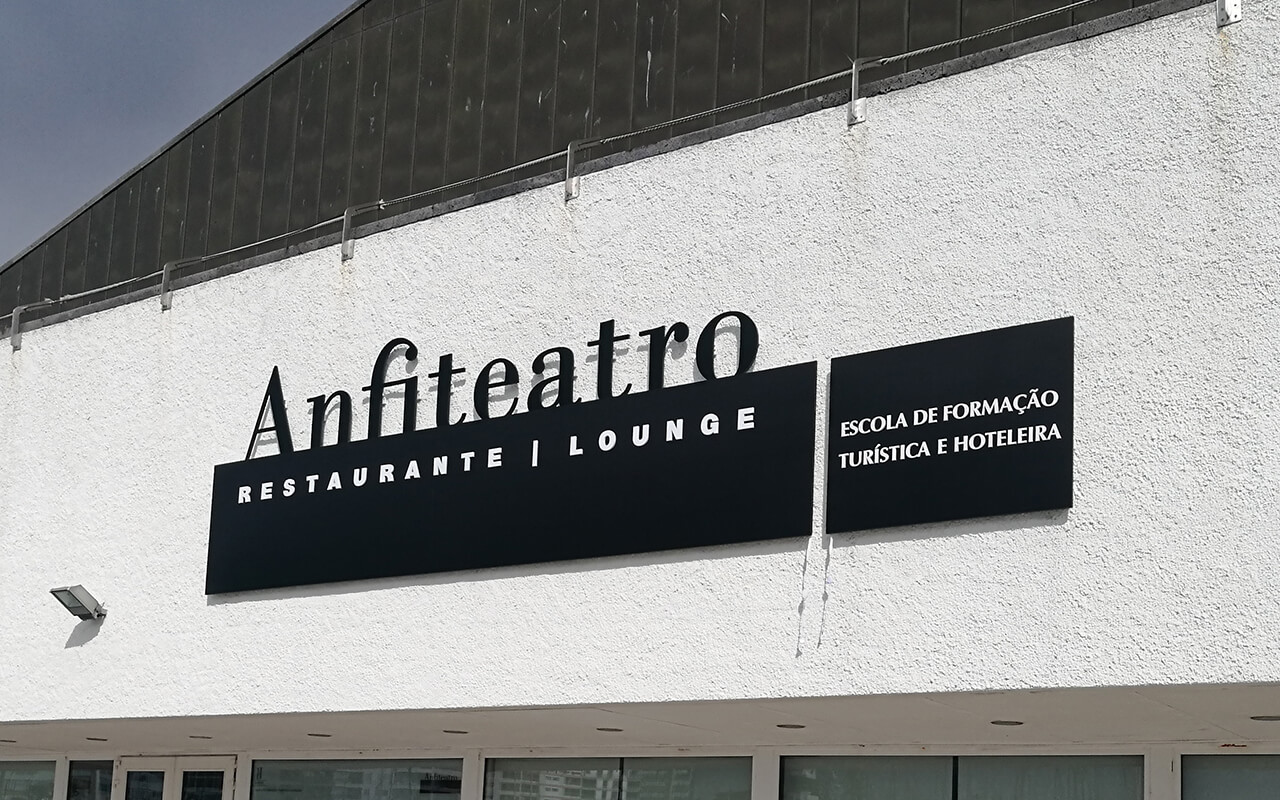 Anfiteatro
RESTAURANTE | LOUNGE
ESCOLA DE FORMAÇÃO
TURÍSTICA E HOTELEIRA